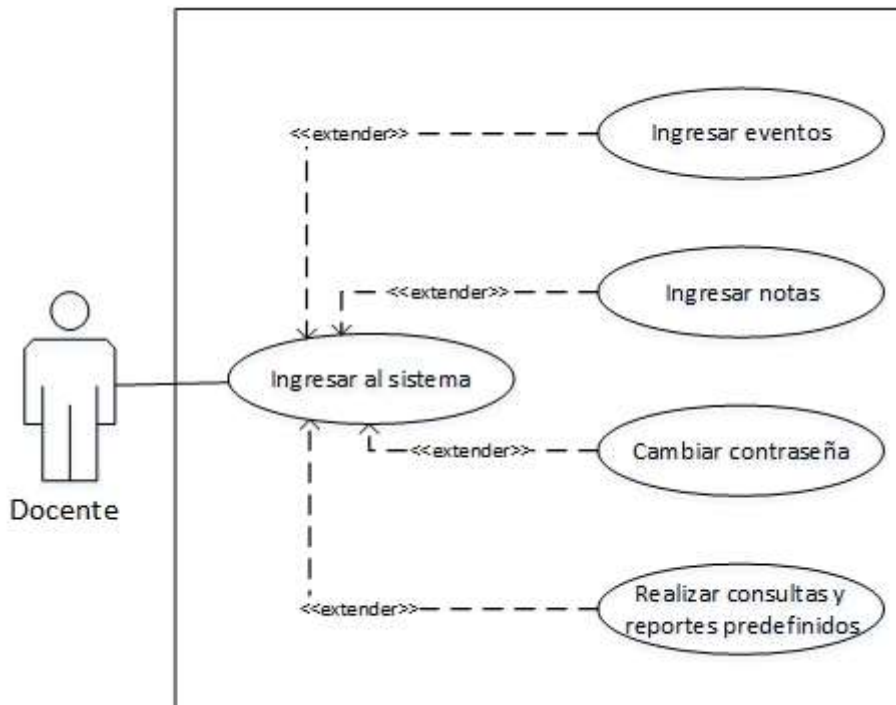 <<extender>>
Ingresar eventos
<<extender>>
Ingresar notas
Ingresar al sistema
<<extender>>
Cambiar contraseña
Docente
<<extender>>
Realizar consultas y
reportes predefinidos